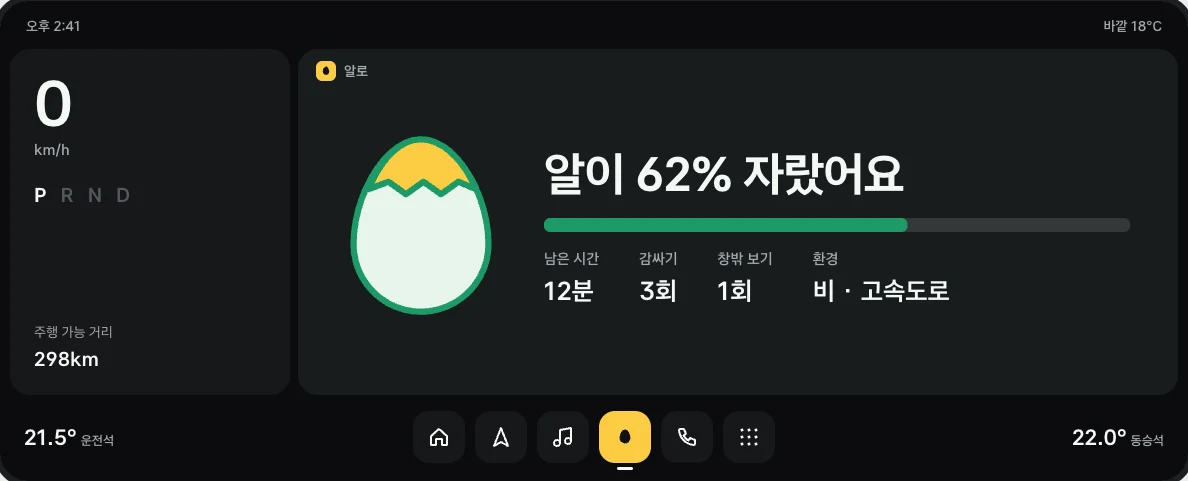 오후 2:41
바깥 18°C
0
km/h
P R N D
주행 가능 거리
298km
알로
알이 62% 자랐어요
남은 시간 감싸기 창밖 보기 환경
12분 3회 1회 비 · 고속도로
21.5° 운전석
22.0° 동승석